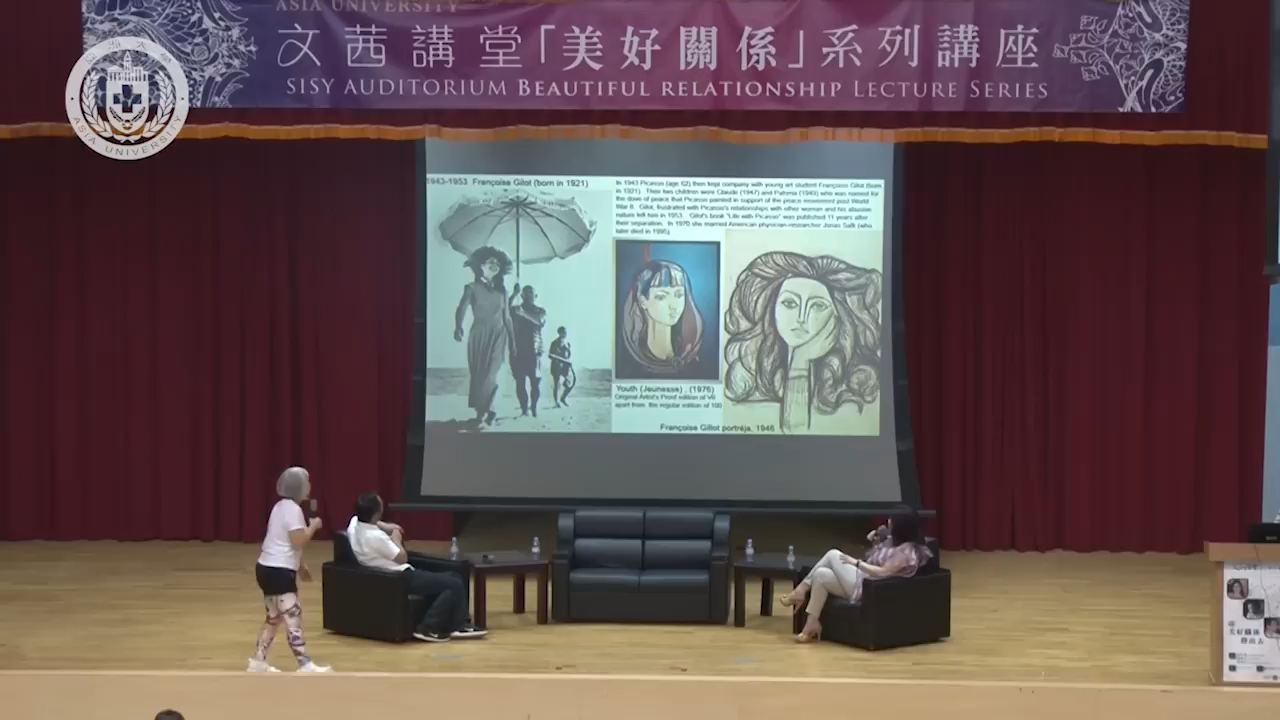 ASIA UNIVERSITY
文茜講堂「美好關係」系列講座
SISY AUDITORIUM BEAUTIFUL RELATIONSHIP LECTURE SERIES
ASIA UNIVERSITY
1943-1953 Françoise Gilot (born in 1921)
In 1943 Picasso (age 62) then kept company with young art student Françoise Gilot (born
in 1921). Their two children were Claude (1947) and Paloma (1949) who was named for
the dove of peace that Picasso painted in support of the peace movement post World
War II. Gilot, frustrated with Picasso's relationships with other woman and his abusive
nature left him in 1953. Gilot's book "Life with Picasso" was published 11 years after
their separation. In 1970 she married American physician-researcher Jonas Salk (who
later died in 1995)
Youth (Jeunesse) , (1976)
Original Artist's Proof edition of VII
apart from the regular edition of 100
Françoise Gillot portréja, 1946